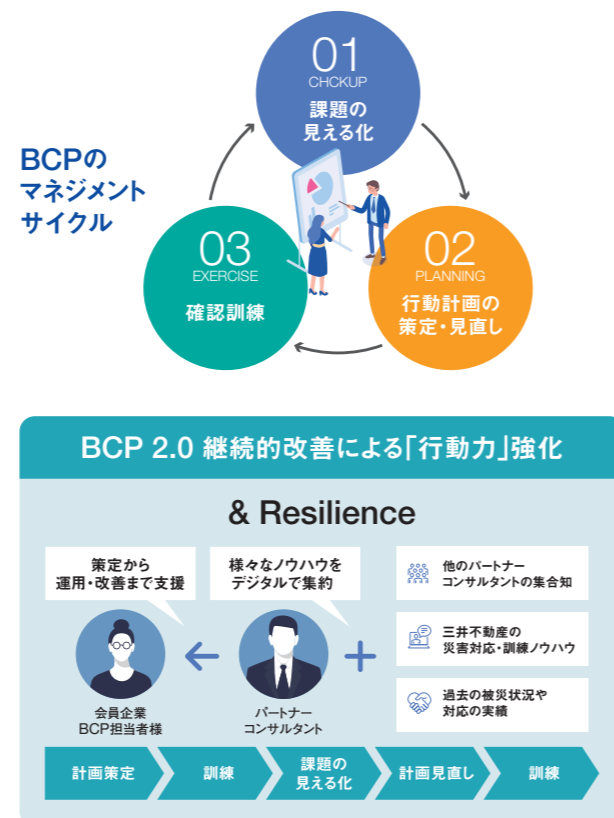 01
CHCKUP
課題の
見える化
BCPの
マネジメント
サイクル
03
EXERCISE
確認訓練
02
PLANNING
行動計画の
策定・見直し
BCP 2.0 継続的改善による「行動力」強化
& Resilience
策定から
運用・改善まで支援
様々なノウハウを
デジタルで集約
他のパートナー
コンサルタントの集合知
三井不動産の
災害対応・訓練ノウハウ
過去の被災状況や
対応の実績
会員企業
BCP担当者様
パートナー
コンサルタント
計画策定
訓練
課題の
見える化
計画見直し
訓練